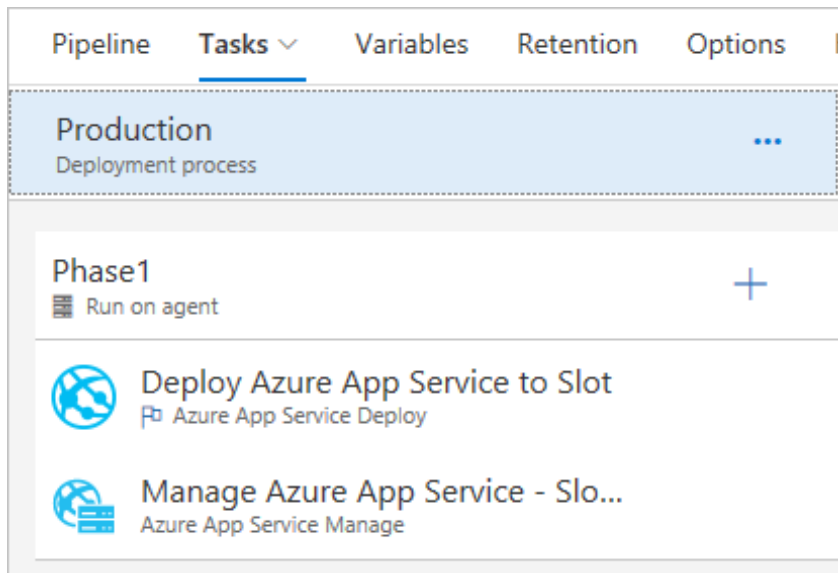 Pipeline Tasks Variables Retention Options
Production
Deployment process
Phase1
Run on agent
Deploy Azure App Service to Slot
Azure App Service Deploy
Manage Azure App Service - Slo...
Azure App Service Manage